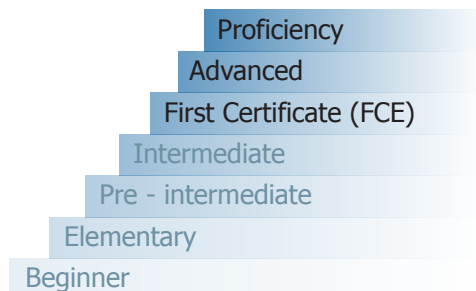 Proficiency
Advanced
First Certificate (FCE)
Intermediate
Pre - intermediate
Elementary
Beginner